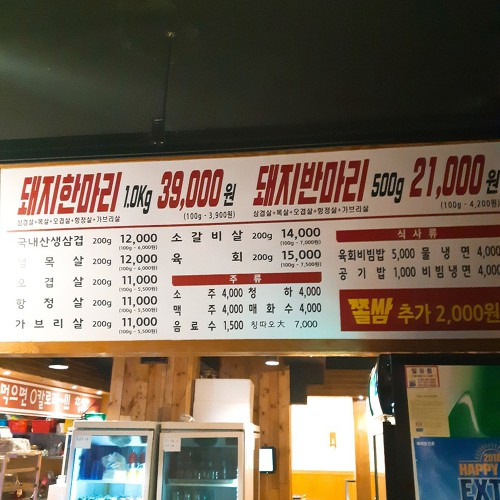 돼지한마리 1.0Kg 39,000원
(100g - 3,900원)
삼겹살+목살+오겹살+항정살+가브리살
돼지반마리 500g 21,000원
(100g - 4,200원)
삼겹살+목살+오겹살+항정살+가브리살
국내산생삼겹 200g 12,000
(100g - 6,000원)
목살 200g 12,000
(100g - 6,000원)
오겹살 200g 11,000
(100g - 5,500원)
항정살 200g 11,000
(100g - 5,500원)
가브리살 200g 11,000
(100g - 5,500원)
소갈비살 200g 14,000
(100g - 7,000원)
육회 200g 15,000
(100g - 7,500원)
주류
소주 4,000 청하 4,000
맥주 4,000 매화수 4,000
음료수 1,500 칭따오大 7,000
식사류
육회비빔밥 5,000 물냉면 4,000
공기밥 1,000 비빔냉면 4,000
쫄쌈 추가 2,000원
먹으면 0칼로리
HAPPY
EXT